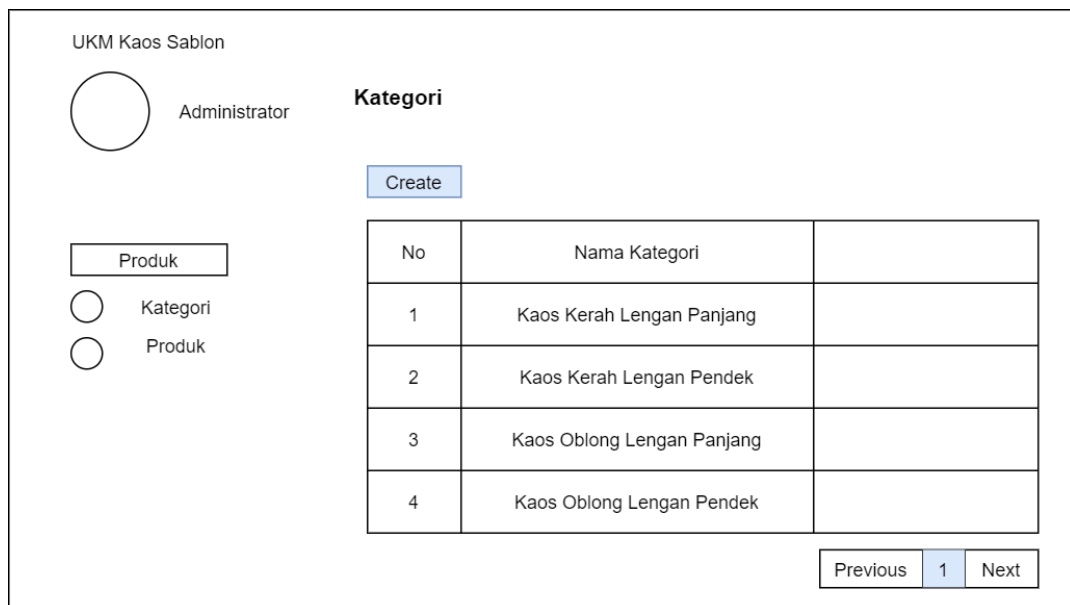 UKM Kaos Sablon
Administrator
Kategori
Create
Produk
Kategori
Produk
No Nama Kategori
1 Kaos Kerah Lengan Panjang
2 Kaos Kerah Lengan Pendek
3 Kaos Oblong Lengan Panjang
4 Kaos Oblong Lengan Pendek
Previous 1 Next